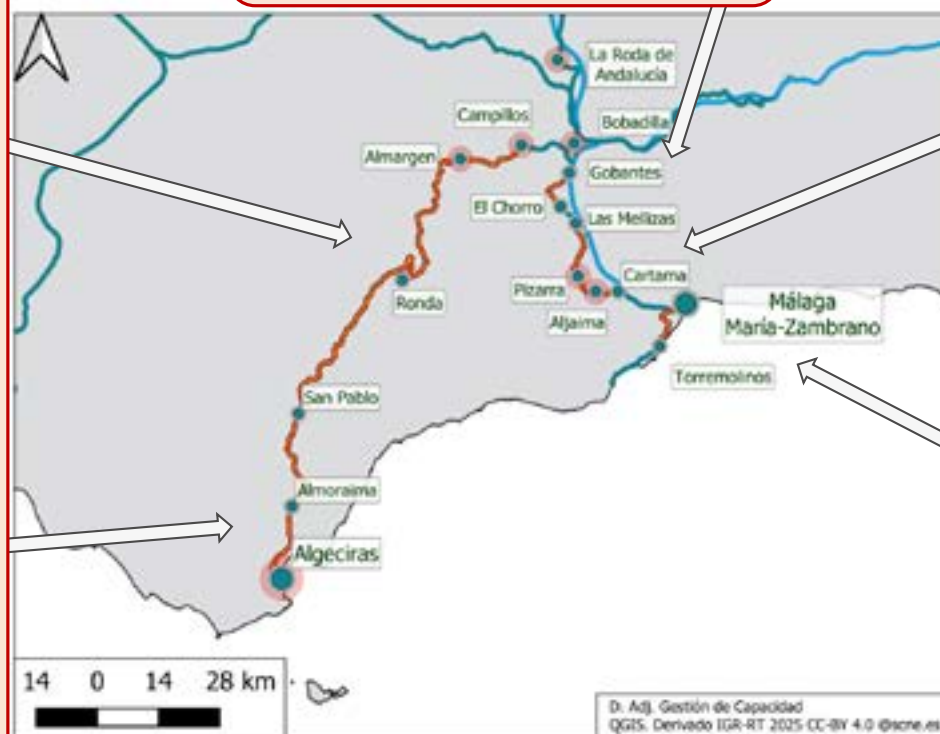 La Roda de
Andalucía
Campillos
Bobadilla
Almargen
Gobantes
El Chorro
Las Mellizas
Pizarra
Cartama
Ronda
Aljaima
Málaga
María-Zambrano
Torremolinos
San Pablo
Almoraima
Algeciras
14 0 14 28 km
D. Adj. Gestión de Capacidad
QGIS. Derivado IGR-RT 2025 CC-BY 4.0 @scne.es